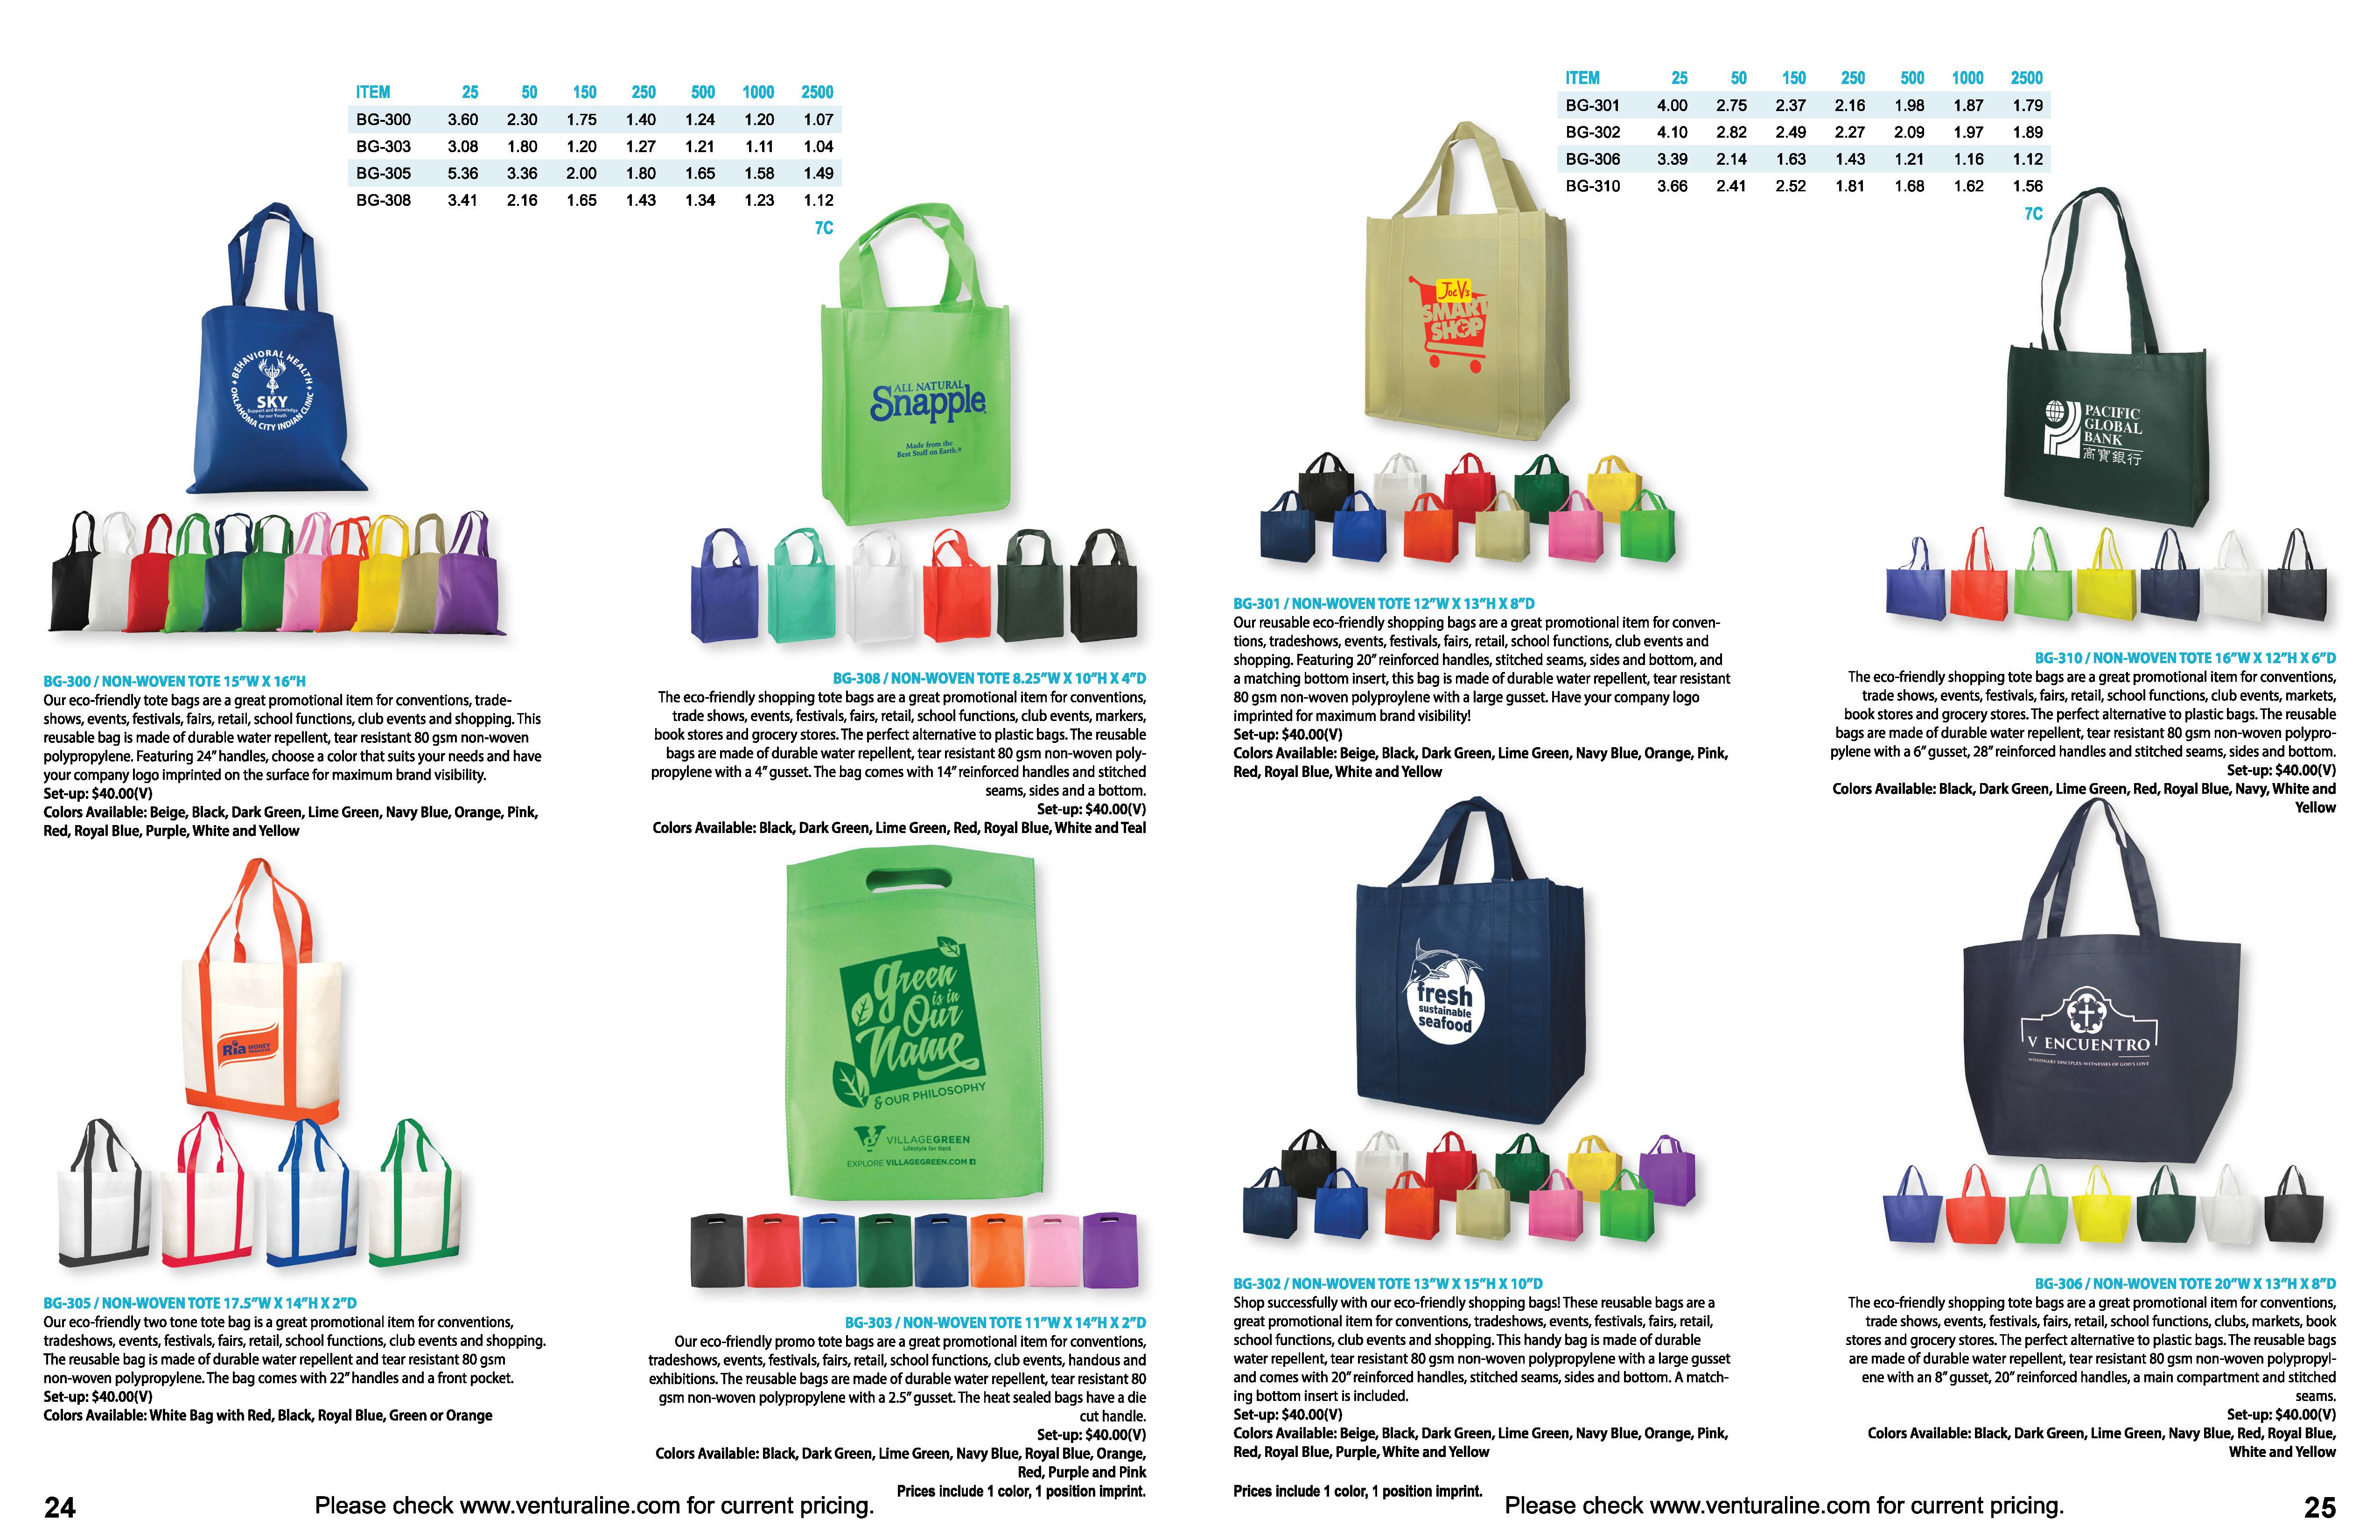 ITEM 25 50 150 250 500 1000 2500
BG-300 3.60 2.30 1.75 1.40 1.24 1.20 1.07
BG-303 3.08 1.80 1.20 1.27 1.21 1.11 1.04
BG-305 5.36 3.36 2.00 1.80 1.65 1.58 1.49
BG-308 3.41 2.16 1.65 1.43 1.34 1.23 1.12
7C
BEHAVIORAL HEALTH
SKY
Support and Knowledge
for our Youth
OKLAHOMA CITY INDIAN CLINIC
ALL NATURAL
Snapple
Made from the
Best Stuff on Earth.®
BG-300 / NON-WOVEN TOTE 15”W X 16”H
Our eco-friendly tote bags are a great promotional item for conventions, trade-
shows, events, festivals, fairs, retail, school functions, club events and shopping. This
reusable bag is made of durable water repellent, tear resistant 80 gsm non-woven
polypropylene. Featuring 24” handles, choose a color that suits your needs and have
your company logo imprinted on the surface for maximum brand visibility.
Set-up: $40.00(V)
Colors Available: Beige, Black, Dark Green, Lime Green, Navy Blue, Orange, Pink,
Red, Royal Blue, Purple, White and Yellow
BG-308 / NON-WOVEN TOTE 8.25”W X 10”H X 4”D
The eco-friendly shopping tote bags are a great promotional item for conventions,
trade shows, events, festivals, fairs, retail, school functions, club events, markers,
book stores and grocery stores. The perfect alternative to plastic bags. The reusable
bags are made of durable water repellent, tear resistant 80 gsm non-woven poly-
propylene with a 4” gusset. The bag comes with 14” reinforced handles and stitched
seams, sides and a bottom.
Set-up: $40.00(V)
Colors Available: Black, Dark Green, Lime Green, Red, Royal Blue, White and Teal
Ria MONEY
TRANSFER
green
is in
Our
Name
& OUR PHILOSOPHY
VILLAGEGREEN
Lifestyle for Rent
EXPLORE VILLAGEGREEN.COM
BG-305 / NON-WOVEN TOTE 17.5”W X 14”H X 2”D
Our eco-friendly two tone tote bag is a great promotional item for conventions,
tradeshows, events, festivals, fairs, retail, school functions, club events and shopping.
The reusable bag is made of durable water repellent and tear resistant 80 gsm
non-woven polypropylene. The bag comes with 22” handles and a front pocket.
Set-up: $40.00(V)
Colors Available: White Bag with Red, Black, Royal Blue, Green or Orange
BG-303 / NON-WOVEN TOTE 11”W X 14”H X 2”D
Our eco-friendly promo tote bags are a great promotional item for conventions,
tradeshows, events, festivals, fairs, retail, school functions, club events, handous and
exhibitions. The reusable bags are made of durable water repellent, tear resistant 80
gsm non-woven polypropylene with a 2.5” gusset. The heat sealed bags have a die
cut handle.
Set-up: $40.00(V)
Colors Available: Black, Dark Green, Lime Green, Navy Blue, Royal Blue, Orange,
Red, Purple and Pink
Prices include 1 color, 1 position imprint.
24
Please check www.venturaline.com for current pricing.
ITEM 25 50 150 250 500 1000 2500
BG-301 4.00 2.75 2.37 2.16 1.98 1.87 1.79
BG-302 4.10 2.82 2.49 2.27 2.09 1.97 1.89
BG-306 3.39 2.14 1.63 1.43 1.21 1.16 1.12
BG-310 3.66 2.41 2.52 1.81 1.68 1.62 1.56
7C
Joe V's
SMART
SHOP
PACIFIC
GLOBAL
BANK
高寶銀行
BG-301 / NON-WOVEN TOTE 12”W X 13”H X 8”D
Our reusable eco-friendly shopping bags are a great promotional item for conven-
tions, tradeshows, events, festivals, fairs, retail, school functions, club events and
shopping. Featuring 20” reinforced handles, stitched seams, sides and bottom, and
a matching bottom insert, this bag is made of durable water repellent, tear resistant
80 gsm non-woven polyproylene with a large gusset. Have your company logo
imprinted for maximum brand visibility!
Set-up: $40.00(V)
Colors Available: Beige, Black, Dark Green, Lime Green, Navy Blue, Orange, Pink,
Red, Royal Blue, White and Yellow
BG-310 / NON-WOVEN TOTE 16”W X 12”H X 6”D
The eco-friendly shopping tote bags are a great promotional item for conventions,
trade shows, events, festivals, fairs, retail, school functions, club events, markets,
book stores and grocery stores. The perfect alternative to plastic bags. The reusable
bags are made of durable water repellent, tear resistant 80 gsm non-woven polypro-
pylene with a 6” gusset, 28” reinforced handles and stitched seams, sides and bottom.
Set-up: $40.00(V)
Colors Available: Black, Dark Green, Lime Green, Red, Royal Blue, Navy, White and
Yellow
fresh
sustainable
seafood
V ENCUENTRO
MISSIONARY DISCIPLES: WITNESSES OF GOD'S LOVE
BG-302 / NON-WOVEN TOTE 13”W X 15”H X 10”D
Shop successfully with our eco-friendly shopping bags! These reusable bags are a
great promotional item for conventions, tradeshows, events, festivals, fairs, retail,
school functions, club events and shopping. This handy bag is made of durable
water repellent, tear resistant 80 gsm non-woven polypropylene with a large gusset
and comes with 20” reinforced handles, stitched seams, sides and bottom. A match-
ing bottom insert is included.
Set-up: $40.00(V)
Colors Available: Beige, Black, Dark Green, Lime Green, Navy Blue, Orange, Pink,
Red, Royal Blue, Purple, White and Yellow
BG-306 / NON-WOVEN TOTE 20”W X 13”H X 8”D
The eco-friendly shopping tote bags are a great promotional item for conventions,
trade shows, events, festivals, fairs, retail, school functions, clubs, markets, book
stores and grocery stores. The perfect alternative to plastic bags. The reusable bags
are made of durable water repellent, tear resistant 80 gsm non-woven polypropyl-
ene with an 8” gusset, 20” reinforced handles, a main compartment and stitched
seams.
Set-up: $40.00(V)
Colors Available: Black, Dark Green, Lime Green, Navy Blue, Red, Royal Blue,
White and Yellow
Prices include 1 color, 1 position imprint.
Please check www.venturaline.com for current pricing.
25